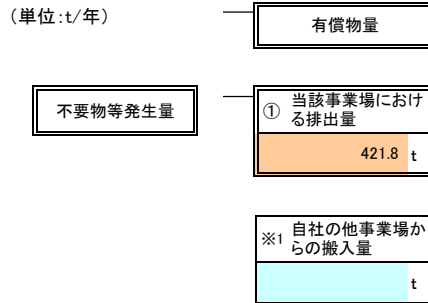 （単位:t/年）
有償物量
不要物等発生量
① 当該事業場におけ
る排出量
421.8 t
※1 自社の他事業場か
らの搬入量
t